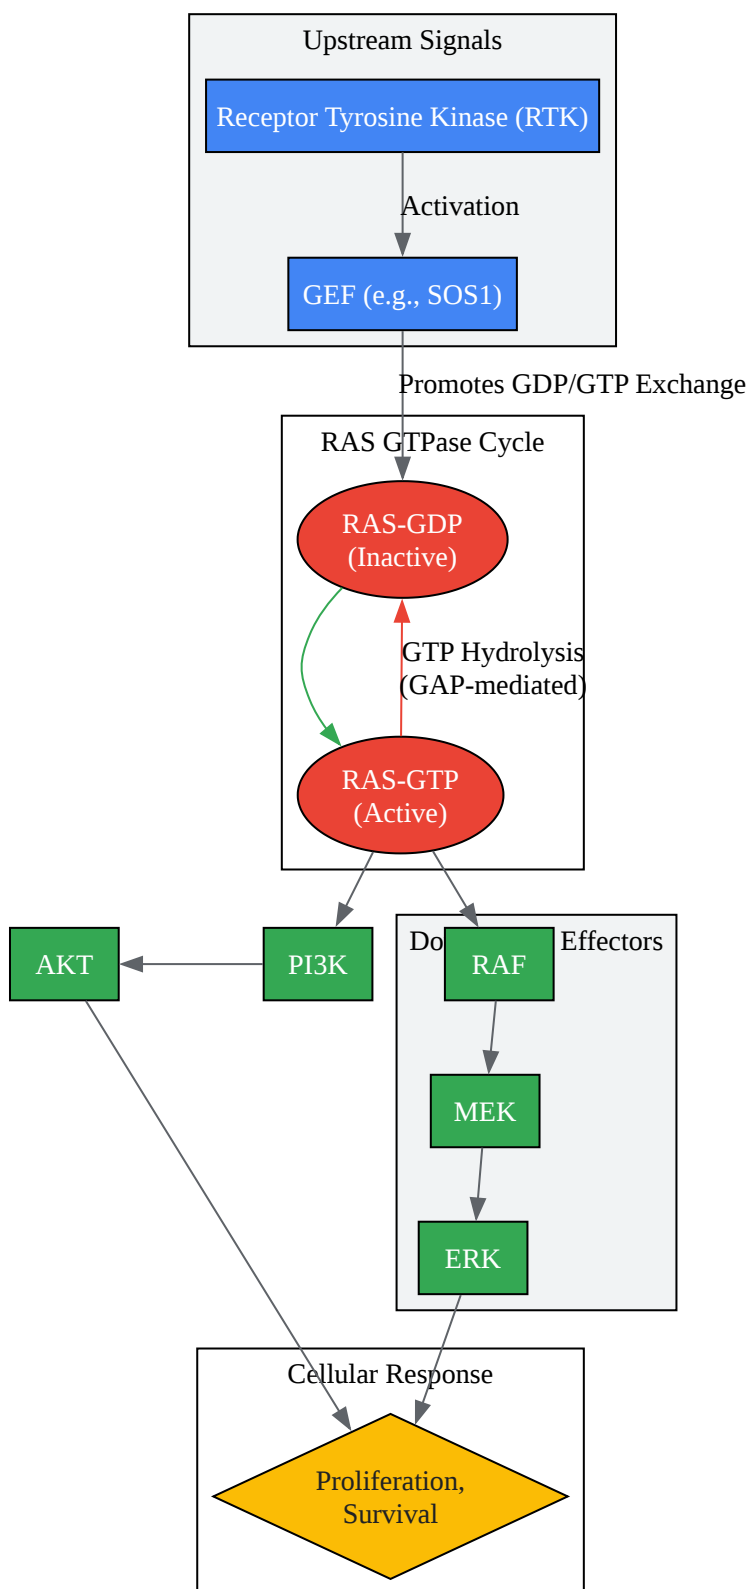 Upstream Signals
Receptor Tyrosine Kinase (RTK)
Activation
GEF (e.g., SOS1)
Promotes GDP/GTP Exchange
RAS GTPase Cycle
RAS-GDP
(Inactive)
GTP Hydrolysis
(GAP-mediated)
RAS-GTP
(Active)
Effectors
AKT
PI3K
RAF
MEK
ERK
Cellular Response
Proliferation,
Survival